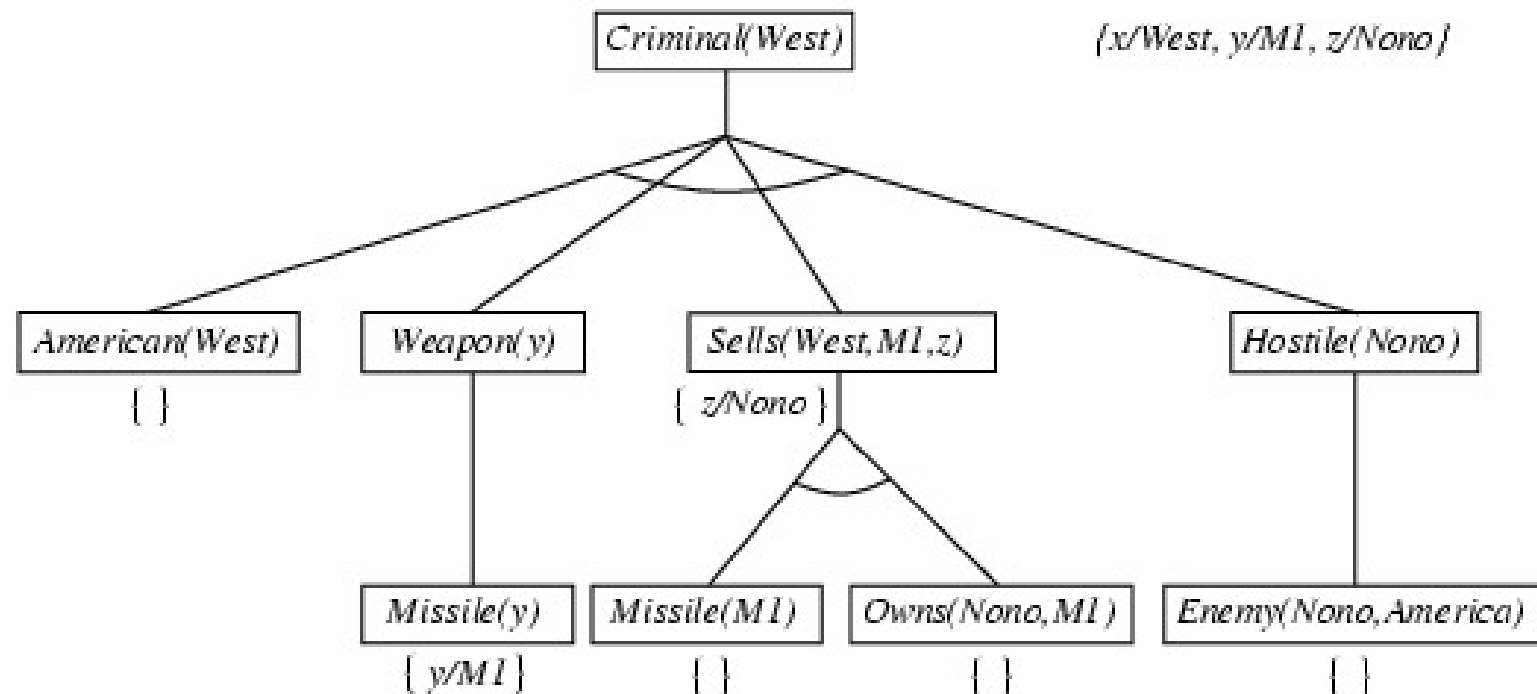 Criminal(West) {x/West, y/M1, z/Nono}
American(West) Weapon(y) Sells(West,M1,z) Hostile(Nono)
{ } { z/Nono }
Missile(y) Missile(M1) Owns(Nono,M1) Enemy(Nono,America)
{ y/M1 } { } { } { }